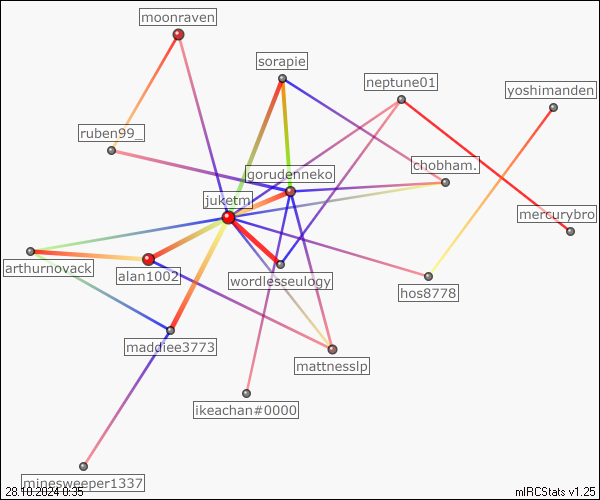 moonraven
sorapie
neptune01
yoshimanden
ruben99_
chobham.
gorudenneko
juketm
mercurybro
arthurnovack
alan1002
wordlesseulogy
hos8778
maddiee3773
mattnesslp
ikeachan#0000
minesweeper1337
28.10.2024 0:35
mIRCStats v1.25